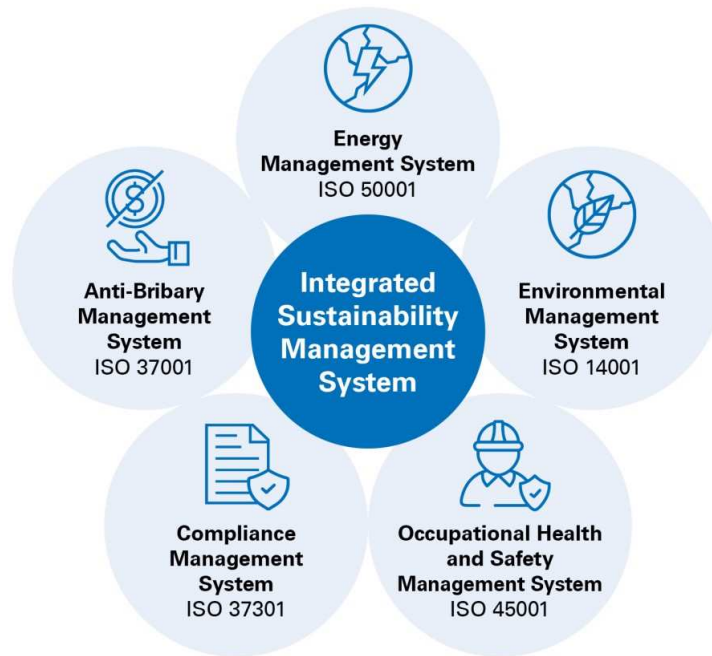 Energy
Management System
ISO 50001
Anti-Bribary
Management
System
ISO 37001
Integrated
Sustainability
Management
System
Environmental
Management
System
ISO 14001
Compliance
Management
System
ISO 37301
Occupational Health
and Safety
Management System
ISO 45001